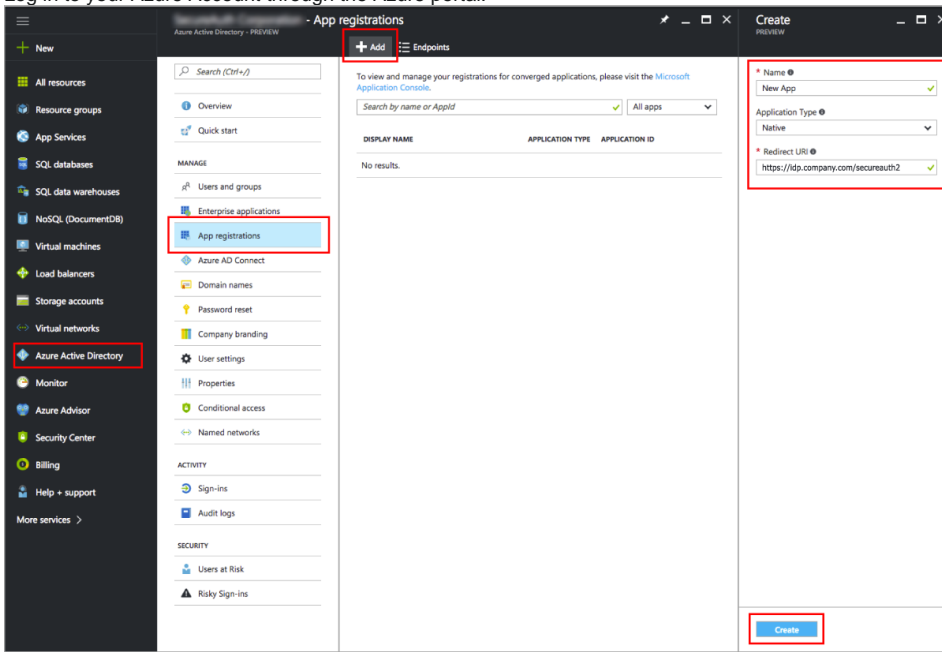 Log in to your Azure Account through the Azure portal.
- App registrations
Azure Active Directory - PREVIEW
Create
PREVIEW
New
All resources
Resource groups
App Services
SQL databases
SQL data warehouses
NoSQL (DocumentDB)
Virtual machines
Load balancers
Storage accounts
Virtual networks
Azure Active Directory
Monitor
Azure Advisor
Security Center
Billing
Help + support
More services >
Search (Ctrl+/)
Overview
Quick start
MANAGE
Users and groups
Enterprise applications
App registrations
Azure AD Connect
Domain names
Password reset
Company branding
User settings
Properties
Conditional access
Named networks
ACTIVITY
Sign-ins
Audit logs
SECURITY
Users at Risk
Risky Sign-ins
Add
Endpoints
To view and manage your registrations for converged applications, please visit the Microsoft
Application Console.
Search by name or AppId
All apps
DISPLAY NAME APPLICATION TYPE APPLICATION ID
No results.
* Name
New App
Application Type
Native
* Redirect URI
https://idp.company.com/secureauth2
Create